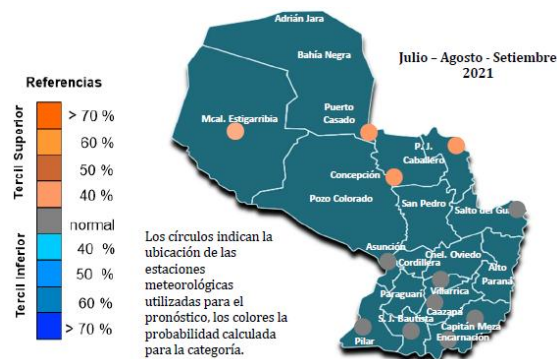 Adrián Jara
Bahía Negra
Julio – Agosto - Setiembre
2021
Referencias
Tercil Superior
> 70 %
60 %
50 %
40 %
normal
Tercil Inferior
40 %
50 %
60 %
> 70 %
Mcal. Estigarribia
Puerto
Casado
P. J.
Caballero
Concepción
Pozo Colorado
San Pedro
Salto del Gu
Los círculos indican la
ubicación de las
estaciones
meteorológicas
utilizadas para el
pronóstico, los colores la
probabilidad calculada
para la categoría.
Asunción
Cordillera
Cnel. Oviedo
Alto
Paraná
Paraguarí
Villarrica
Caazapá
S. J. Bautista
Capitán Meza
Pilar
Encarnación